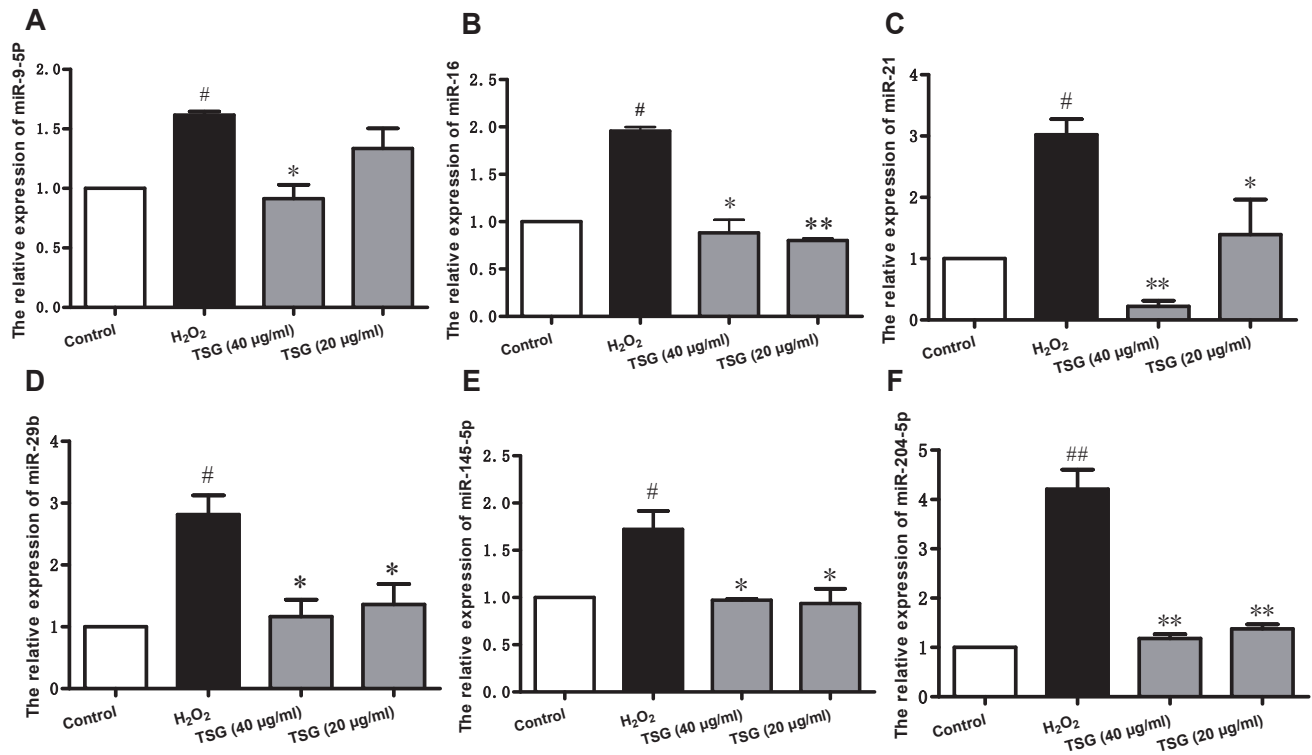 A
The relative expression of miR-9-5P
2.0
1.5
1.0
0.5
0.0
#
*
Control
H₂O₂
TSG (40 μg/ml)
TSG (20 μg/ml)
B
The relative expression of miR-16
2.5
2.0
1.5
1.0
0.5
0.0
#
*
**
Control
H₂O₂
TSG (40 μg/ml)
TSG (20 μg/ml)
C
The relative expression of miR-21
4
3
2
1
0
#
**
*
Control
H₂O₂
TSG (40 μg/ml)
TSG (20 μg/ml)
D
The relative expression of miR-29b
4
3
2
1
0
#
*
*
Control
H₂O₂
TSG (40 μg/ml)
TSG (20 μg/ml)
E
The relative expression of miR-145-5p
2.5
2.0
1.5
1.0
0.5
0.0
#
*
*
Control
H₂O₂
TSG (40 μg/ml)
TSG (20 μg/ml)
F
The relative expression of miR-204-5p
5
4
3
2
1
0
##
**
**
Control
H₂O₂
TSG (40 μg/ml)
TSG (20 μg/ml)